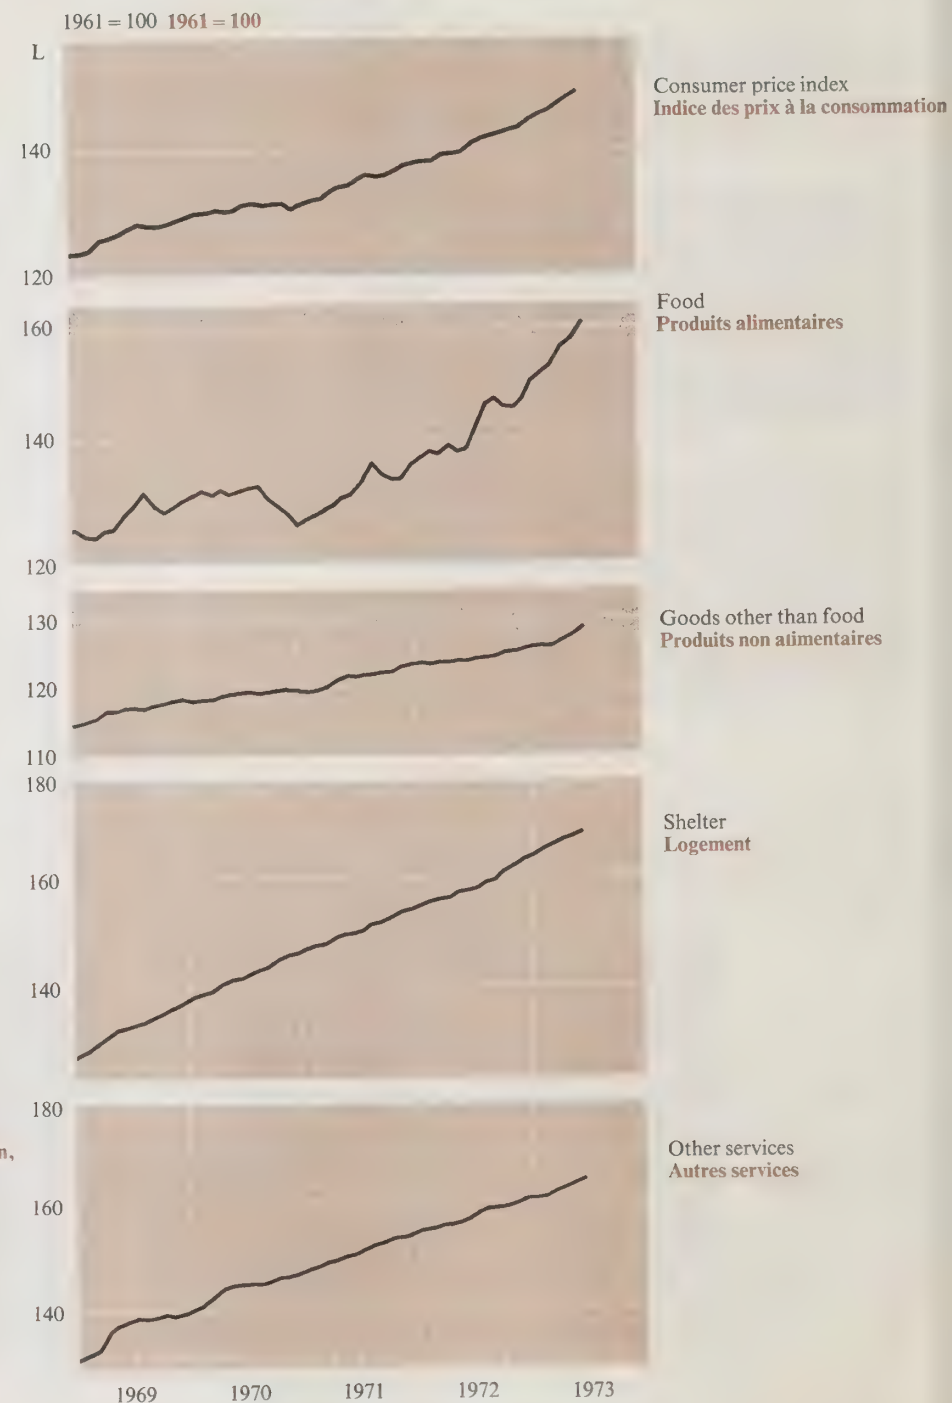 1961 = 100 1961 = 100
L
140
120
Consumer price index
Indice des prix à la consommation
160
140
120
Food
Produits alimentaires
130
120
110
Goods other than food
Produits non alimentaires
180
160
140
Shelter
Logement
180
160
140
Other services
Autres services
1969 1970 1971 1972 1973